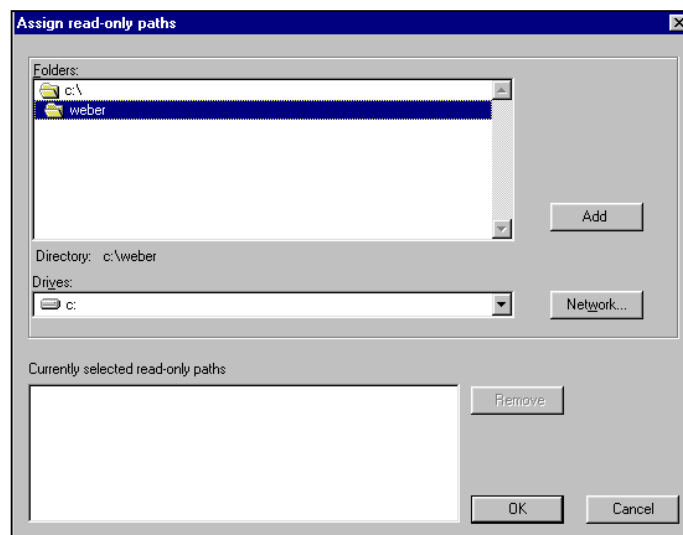 Assign read-only paths
Folders:
c:\
weber
Add
Directory: c:\weber
Drives:
c:
Network...
Currently selected read-only paths
Remove
OK
Cancel